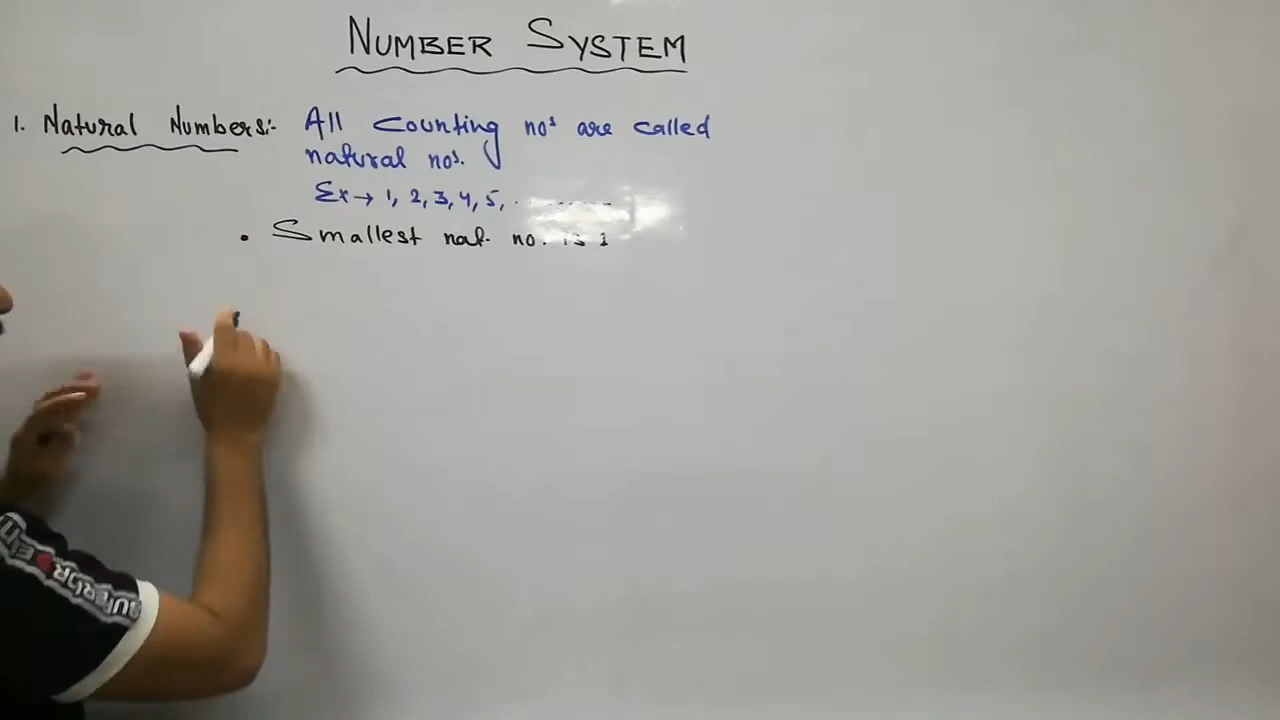 NUMBER SYSTEM
1. Natural Numbers:- All counting nos are called
natural nos.
Ex → 1, 2, 3, 4, 5, . - - - - - -
• Smallest nat. no. is 1
SUPERIOR